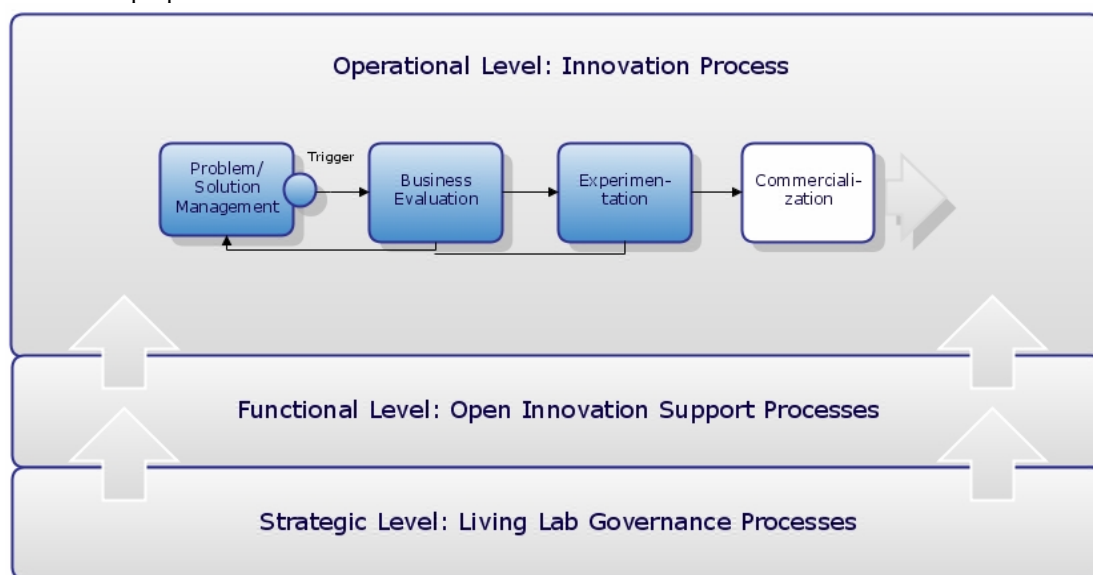 Operational Level: Innovation Process
Trigger
Problem/
Solution
Management
Business
Evaluation
Experimen-
tation
Commerciali-
zation
Functional Level: Open Innovation Support Processes
Strategic Level: Living Lab Governance Processes